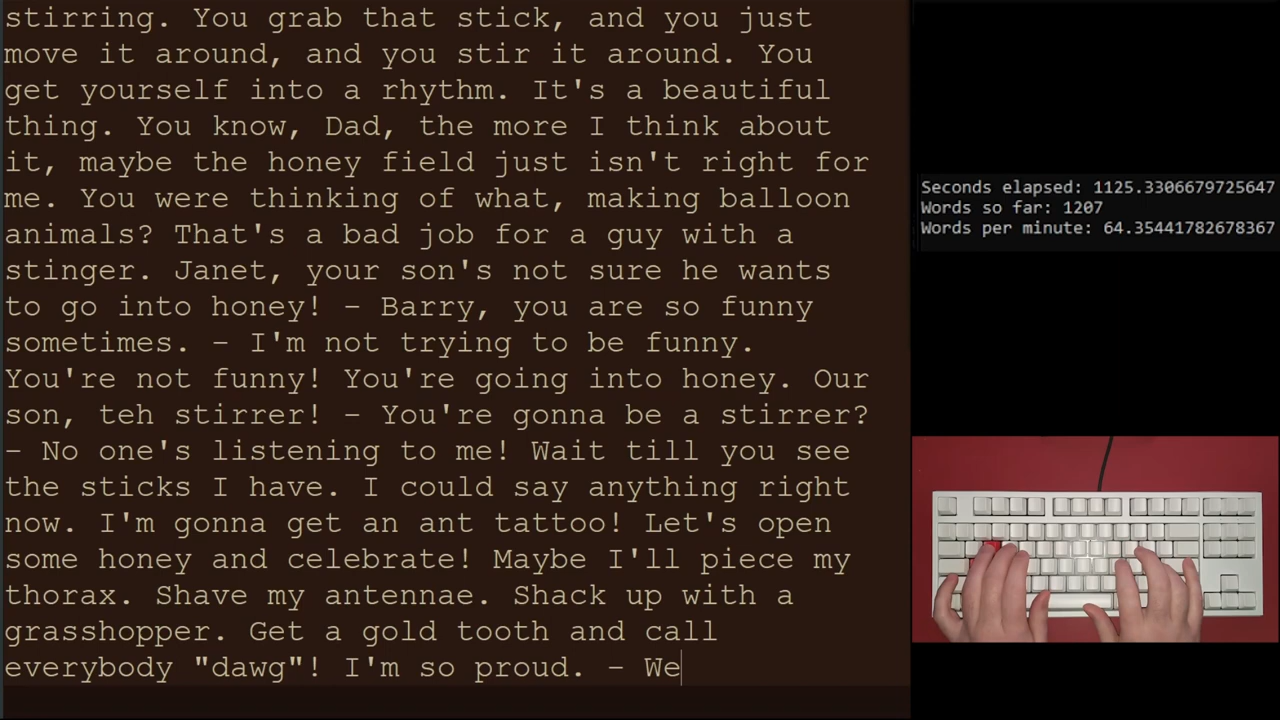 stirring. You grab that stick, and you just
move it around, and you stir it around. You
get yourself into a rhythm. It's a beautiful
thing. You know, Dad, the more I think about
it, maybe the honey field just isn't right for
me. You were thinking of what, making balloon
animals? That's a bad job for a guy with a
stinger. Janet, your son's not sure he wants
to go into honey! - Barry, you are so funny
sometimes. - I'm not trying to be funny.
You're not funny! You're going into honey. Our
son, teh stirrer! - You're gonna be a stirrer?
- No one's listening to me! Wait till you see
the sticks I have. I could say anything right
now. I'm gonna get an ant tattoo! Let's open
some honey and celebrate! Maybe I'll piece my
thorax. Shave my antennae. Shack up with a
grasshopper. Get a gold tooth and call
everybody "dawg"! I'm so proud. - We
Seconds elapsed: 1125.3306679725647
Words so far: 1207
Words per minute: 64.35441782678367